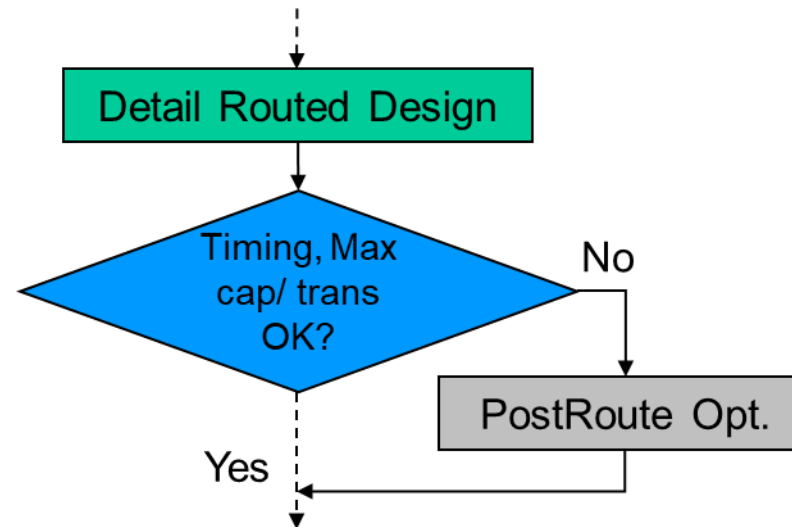 Detail Routed Design
Timing, Max
cap/ trans
OK?
No
PostRoute Opt.
Yes